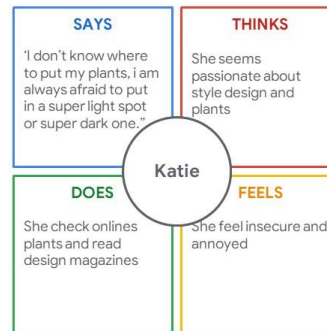 SAYS
‘I don’t know where
to put my plants, i am
always afraid to put
in a super light spot
or super dark one.”
THINKS
She seems
passionate about
style design and
plants
Katie
DOES
She check onlines
plants and read
design magazines
FEELS
She feel insecure and
annoyed